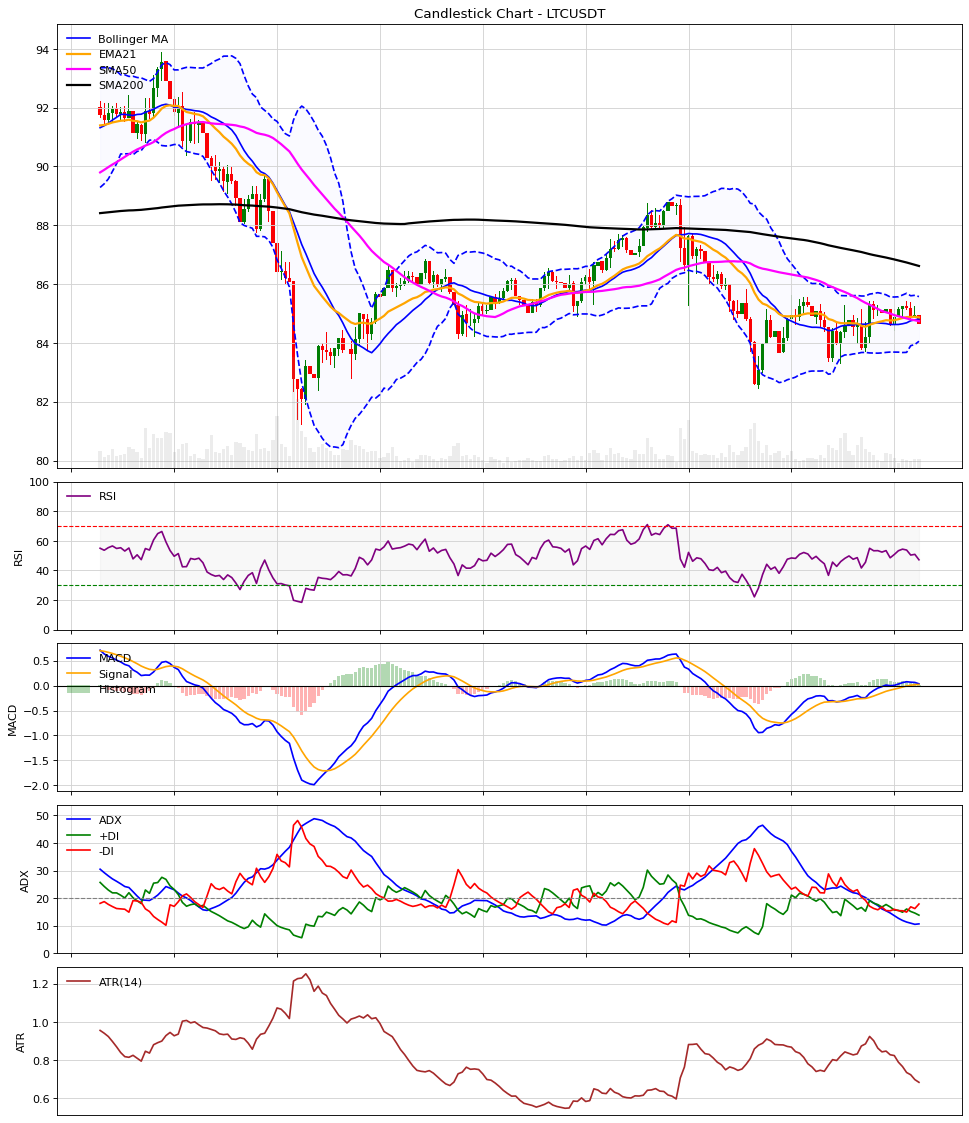 Candlestick Chart - LTCUSDT
Bollinger MA
EMA21
SMA50
SMA200
94
92
90
88
86
84
82
80
RSI
RSI
100
80
60
40
20
0
MACD
Signal
Histogram
MACD
0.5
0.0
−0.5
−1.0
−1.5
−2.0
ADX
+DI
-DI
ADX
50
40
30
20
10
0
ATR(14)
ATR
1.2
1.0
0.8
0.6